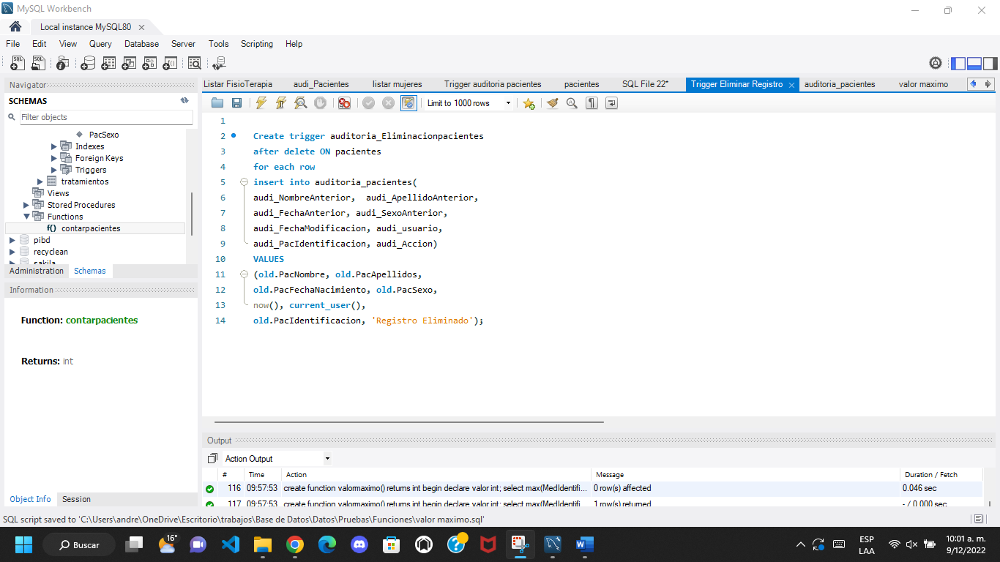 MySQL Workbench
Local instance MySQL80
File Edit View Query Database Server Tools Scripting Help
Navigator
SCHEMAS
Filter objects
PacSexo
Indexes
Foreign Keys
Triggers
tratamientos
Views
Stored Procedures
Functions
f() contarpacientes
pibd
recyclean
sakila
Administration Schemas
Information
Function: contarpacientes
Returns: int
Object Info Session
Listar FisioTerapia audi_Pacientes listar mujeres Trigger auditoria pacientes pacientes SQL File 22* Trigger Eliminar Registro auditoria_pacientes valor maximo
Limit to 1000 rows
1
2 Create trigger auditoria_Eliminacionpacientes
3 after delete ON pacientes
4 for each row
5 insert into auditoria_pacientes(
6 audi_NombreAnterior,  audi_ApellidoAnterior,
7 audi_FechaAnterior, audi_SexoAnterior,
8 audi_FechaModificacion, audi_usuario,
9 audi_PacIdentificacion, audi_Accion)
10 VALUES
11 (old.PacNombre, old.PacApellidos,
12 old.PacFechaNacimiento, old.PacSexo,
13 now(), current_user(),
14 old.PacIdentificacion, 'Registro Eliminado');
Output
Action Output
# Time Action Message Duration / Fetch
116 09:57:53 create function valormaximo() returns int begin declare valor int; select max(MedIdentifi... 0 row(s) affected 0.046 sec
117 09:57:53 create function valormaximo() returns int begin declare valor int; select max(MedIdentifi... 1 row(s) returned - / 0.000 sec
SQL script saved to 'C:\Users\andre\OneDrive\Escritorio\trabajos\Base de Datos\Datos\Pruebas\Funciones\valor maximo.sql'
Buscar
16°
ESP
LAA
10:01 a. m.
9/12/2022